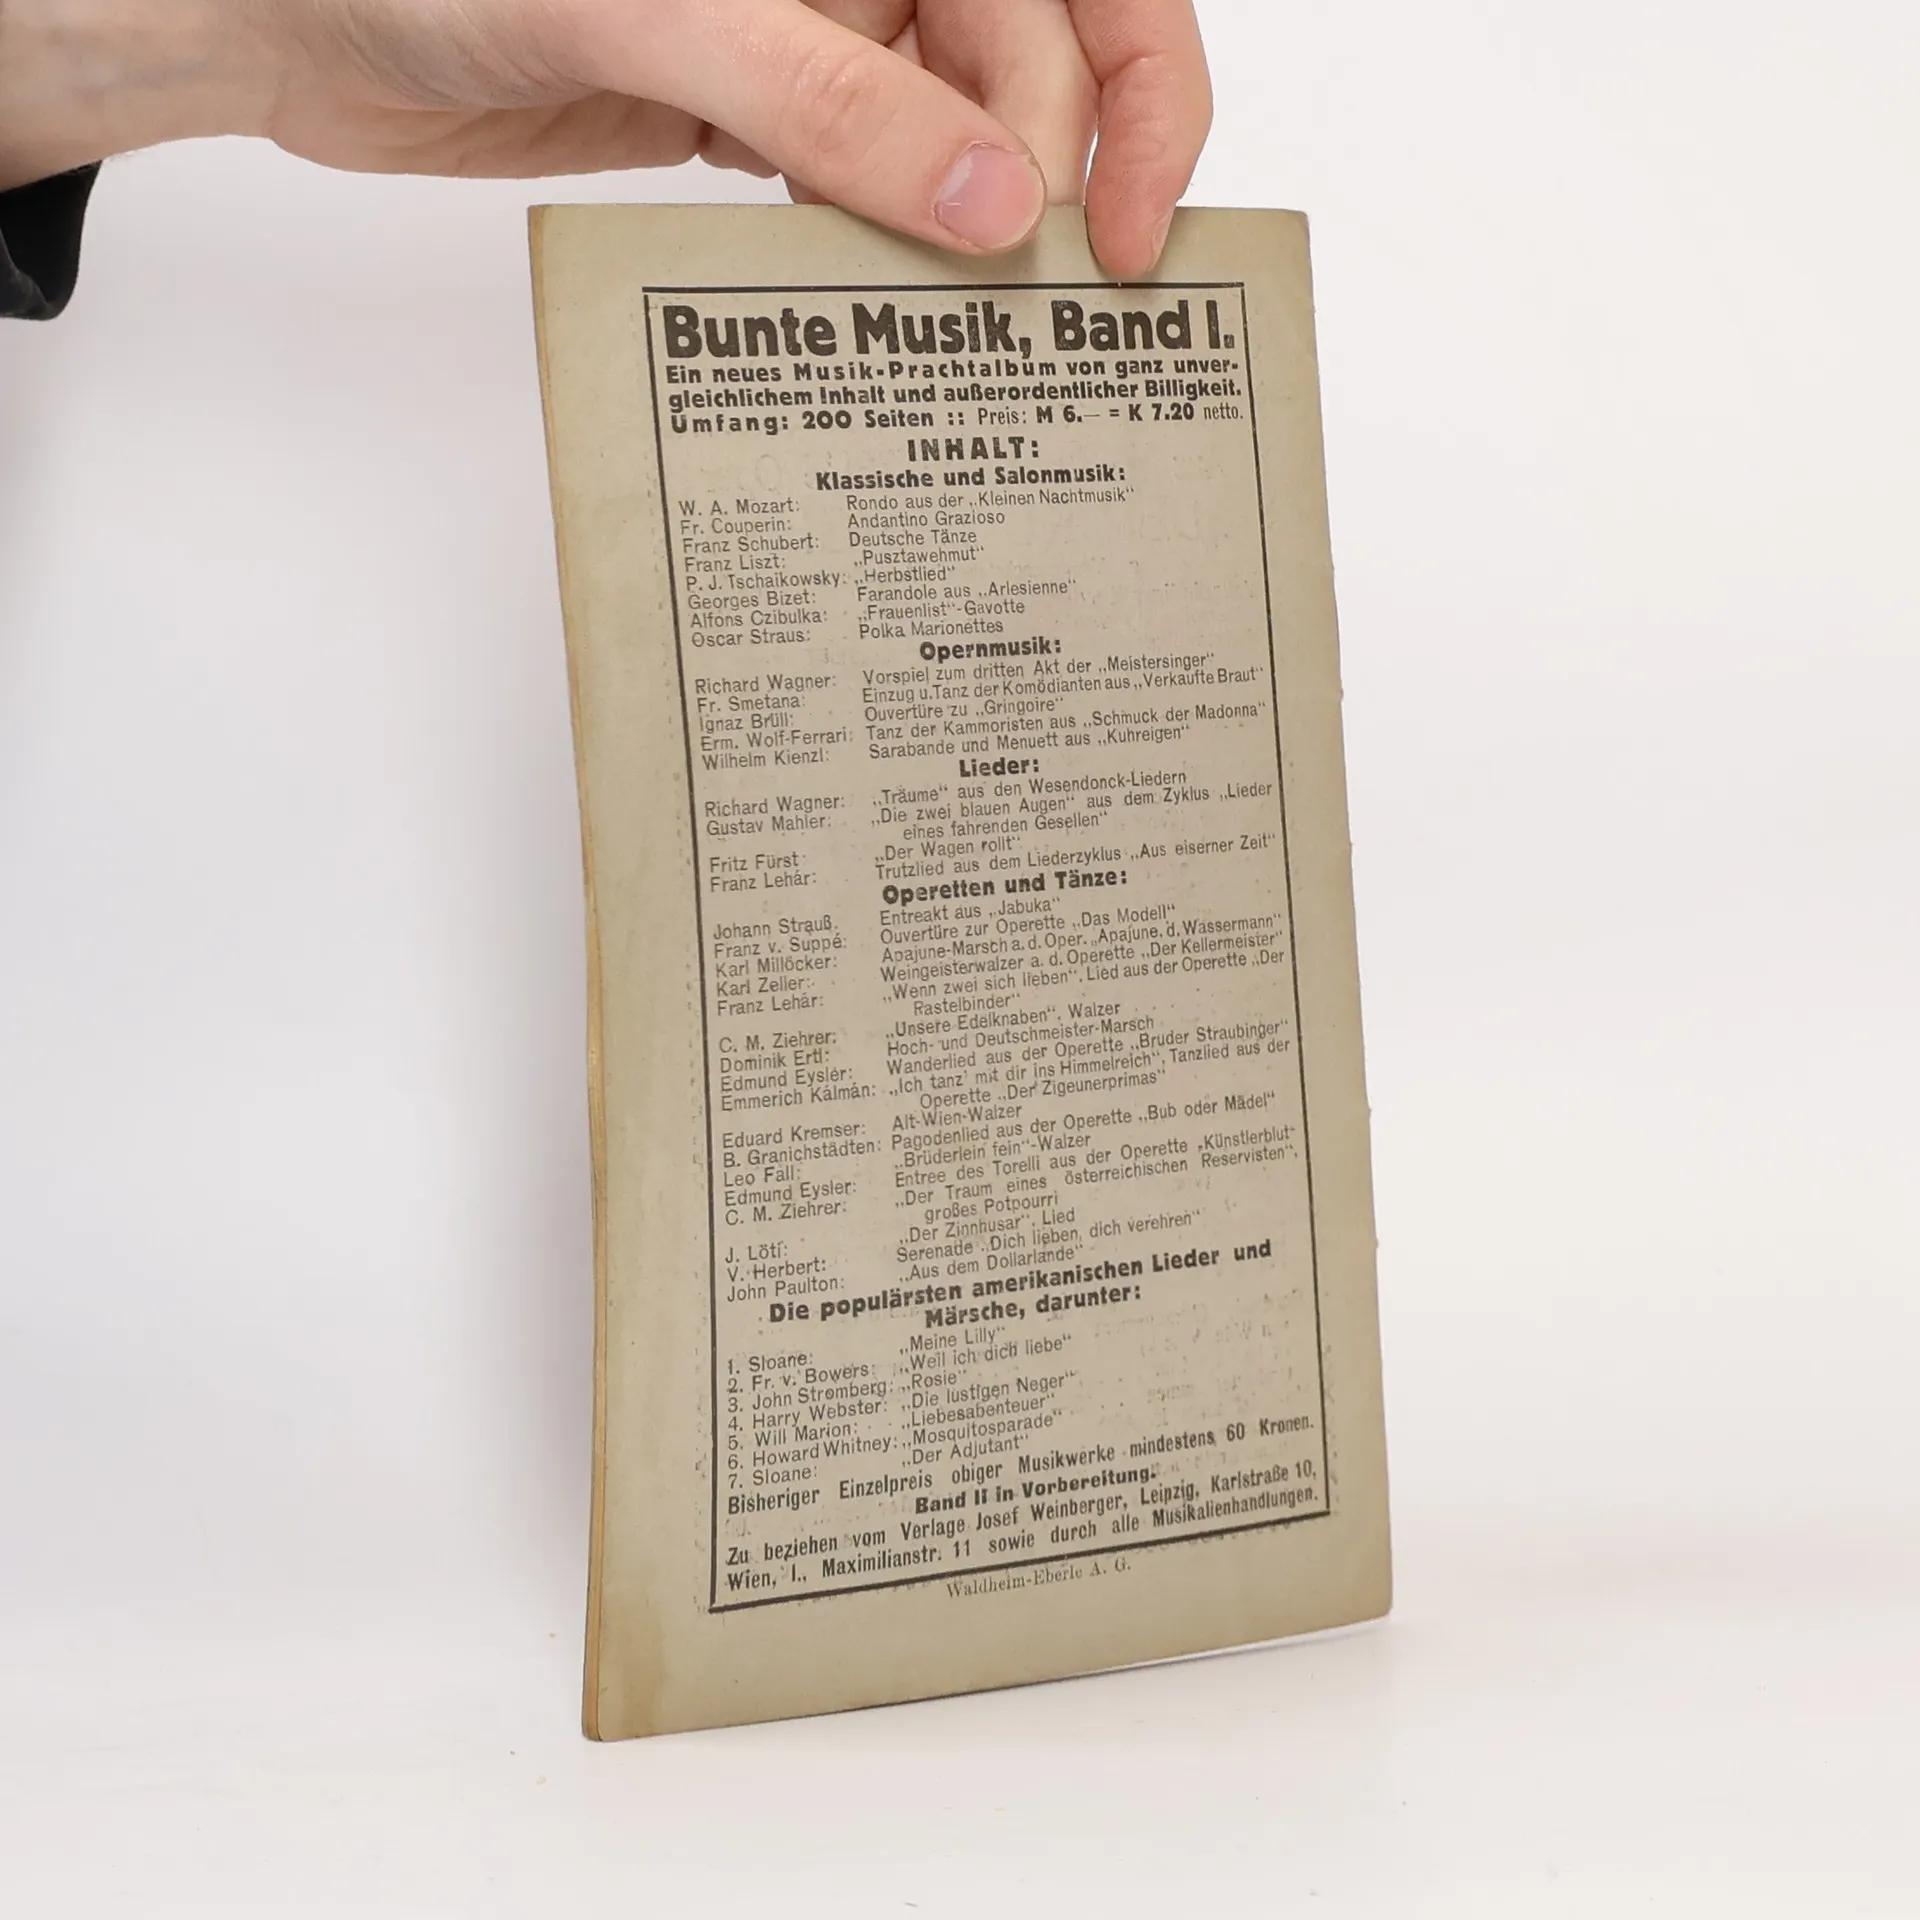 Bunte Musik, Band I.
Ein neues Musik-Prachtalbum von ganz unver-
gleichlichem Inhalt und außerordentlicher Billigkeit.
Umfang: 200 Seiten :: Preis: M 6.— = K 7.20 netto.
INHALT:
Klassische und Salonmusik:
W. A. Mozart: Rondo aus der „Kleinen Nachtmusik“
Fr. Couperin: Andantino Grazioso
Franz Schubert: Deutsche Tänze
Franz Liszt: „Pusztawehmut“
P. J. Tschaikowsky: „Herbstlied“
Georges Bizet: Farandole aus „Arlesienne“
Alfons Czibulka: „Frauenlist“-Gavotte
Oscar Straus: Polka Marionettes
Opernmusik:
Richard Wagner: Vorspiel zum dritten Akt der „Meistersinger“
Fr. Smetana: Einzug u. Tanz der Komödianten aus „Verkaufte Braut“
Ignaz Brüll: Ouvertüre zu „Gringoire“
Erm. Wolf-Ferrari: Tanz der Kammoristen aus „Schmuck der Madonna“
Wilhelm Kienzl: Sarabande und Menuett aus „Kuhreigen“
Lieder:
Richard Wagner: „Träume“ aus den Wesendonck-Liedern
Gustav Mahler: „Die zwei blauen Augen“ aus dem Zyklus „Lieder
eines fahrenden Gesellen“
Fritz Fürst: „Der Wagen rollt“
Franz Lehár: Trutzlied aus dem Liederzyklus „Aus eiserner Zeit“
Operetten und Tänze:
Johann Strauß. Entreakt aus „Jabuka“
Franz v. Suppé: Ouvertüre zur Operette „Das Modell“
Karl Millöcker: Apajune-Marsch a. d. Oper. „Apajune, d. Wassermann“
Karl Zeller: Weingeisterwalzer a. d. Operette „Der Kellermeister“
Franz Lehár: „Wenn zwei sich lieben“, Lied aus der Operette „Der
Rastelbinder“
C. M. Ziehrer: „Unsere Edelknaben“, Walzer
Dominik Ertl: Hoch- und Deutschmeister-Marsch
Edmund Eysler: Wanderlied aus der Operette „Bruder Straubinger“
Emmerich Kálmán: „Ich tanz' mit dir ins Himmelreich“, Tanzlied aus der
Operette „Der Zigeunerprimas“
Eduard Kremser: Alt-Wien-Walzer
B. Granichstädten: Pagodenlied aus der Operette „Bub oder Mädel“
Leo Fall: „Brüderlein fein“-Walzer
Edmund Eysler: Entree des Torelli aus der Operette „Künstlerblut“
C. M. Ziehrer: „Der Traum eines österreichischen Reservisten“,
großes Potpourri
J. Löti: „Der Zinnhusar“, Lied
V. Herbert: Serenade „Dich lieben, dich verehren“
John Paulton: „Aus dem Dollarlande“
Die populärsten amerikanischen Lieder und
Märsche, darunter:
1. Sloane: „Meine Lilly“
2. Fr. v. Bowers: „Weil ich dich liebe“
3. John Stromberg: „Rosie“
4. Harry Webster: „Die lustigen Neger“
5. Will Marion: „Liebesabenteuer“
6. Howard Whitney: „Mosquitosparade“
7. Sloane: „Der Adjutant“
Bisheriger Einzelpreis obiger Musikwerke mindestens 60 Kronen.
Band II in Vorbereitung.
Zu beziehen vom Verlage Josef Weinberger, Leipzig, Karlstraße 10,
Wien, I., Maximilianstr. 11 sowie durch alle Musikalienhandlungen.
Waldheim-Eberle A. G.